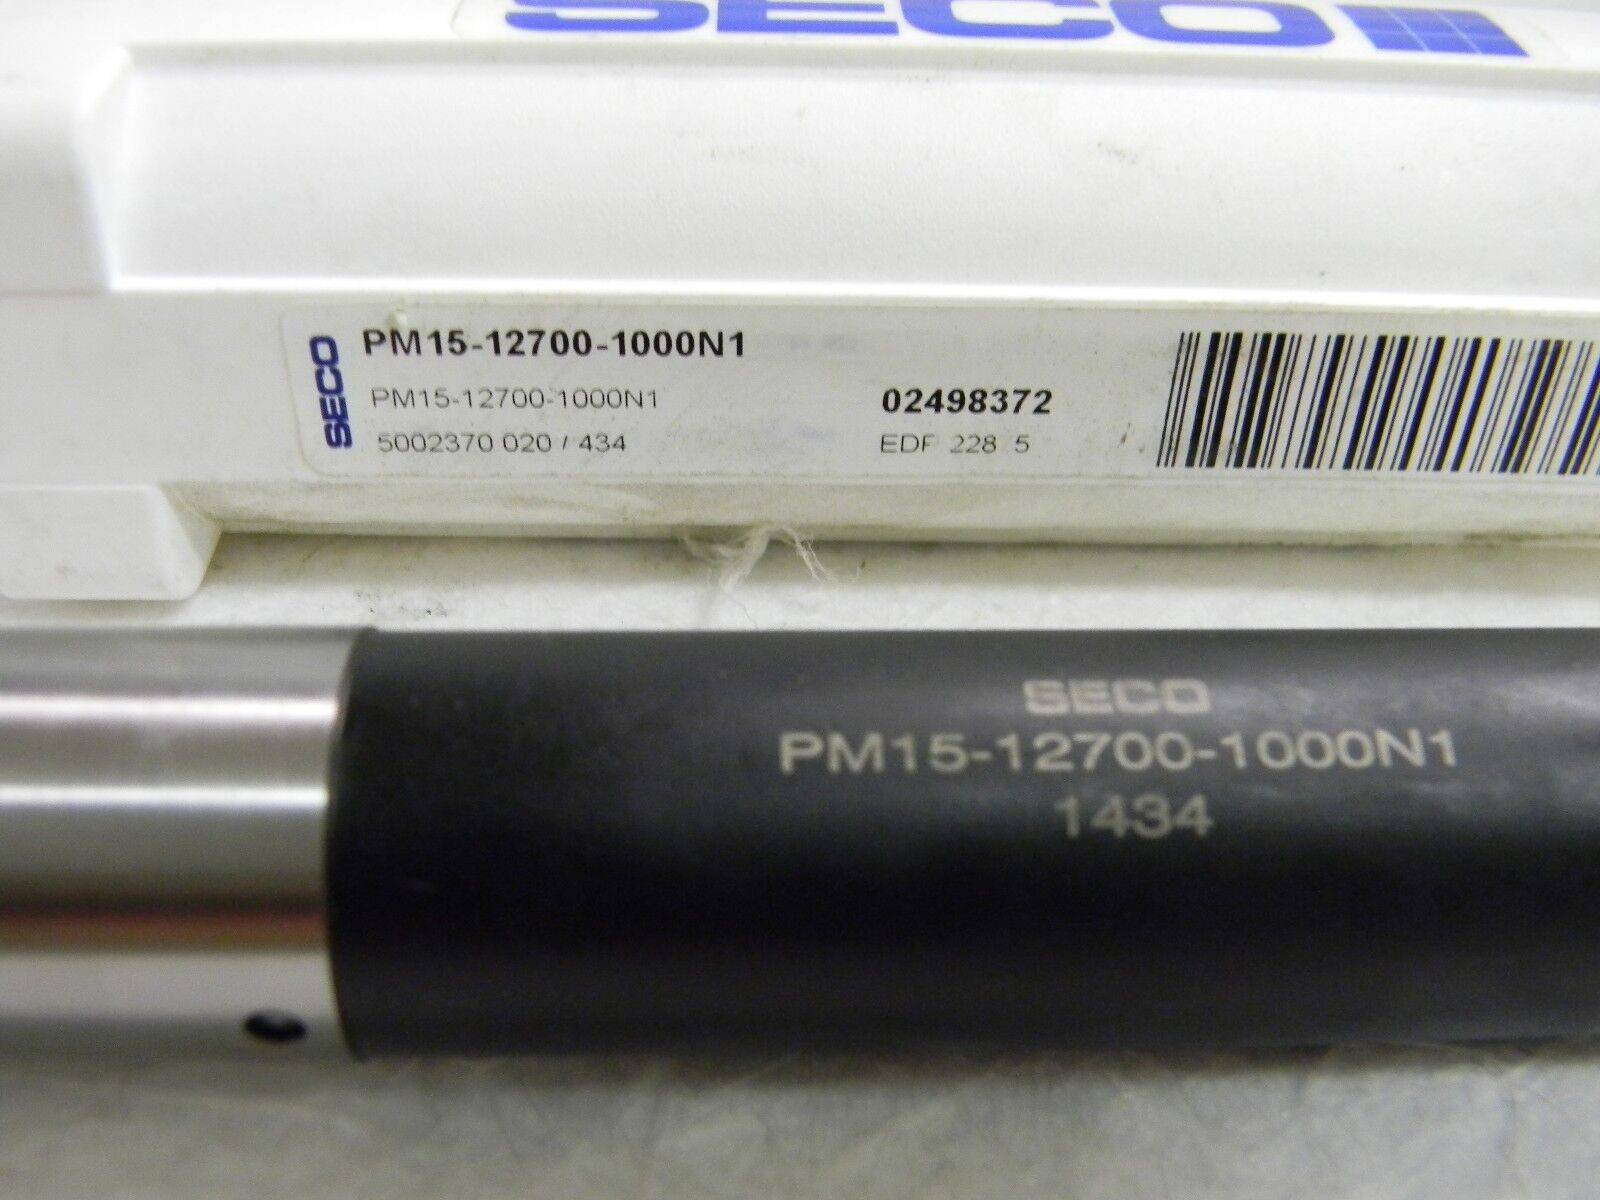 SECO
SECO
PM15-12700-1000N1
PM15-12700-1000N1
02498372
5002370 020 / 434
EDF 228 5
SECO
PM15-12700-1000N1
1434